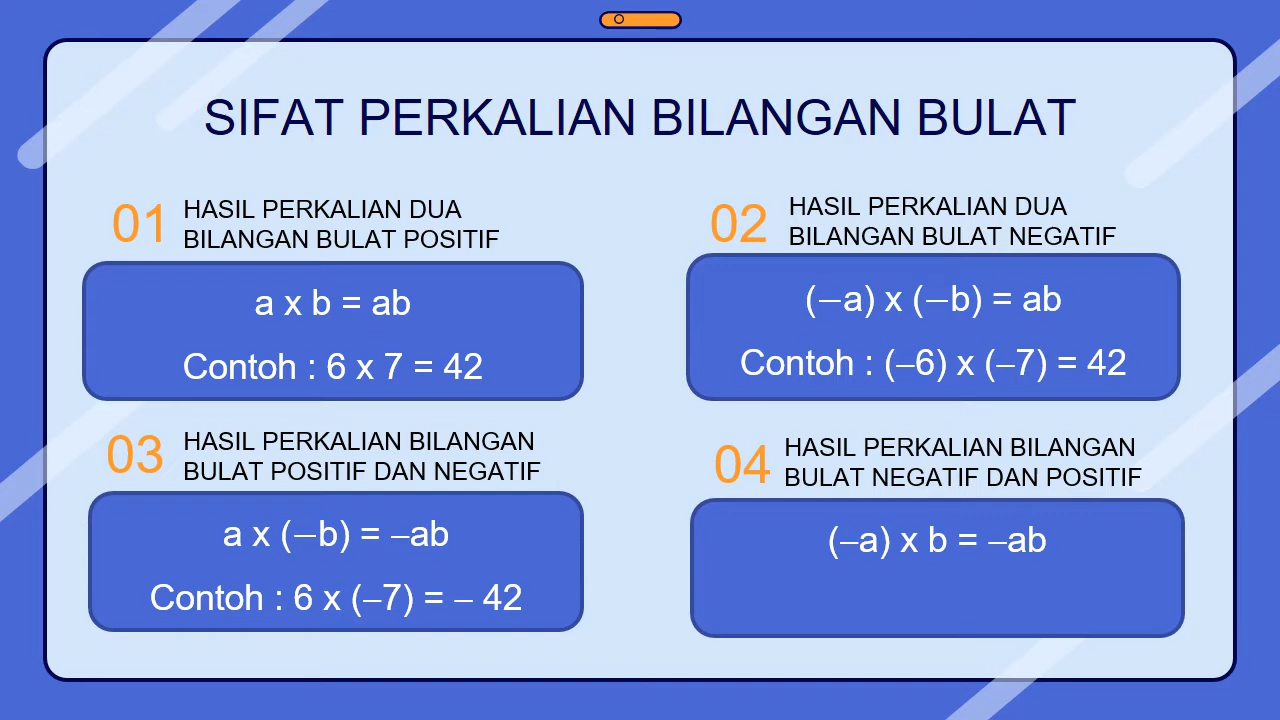 SIFAT PERKALIAN BILANGAN BULAT
01
HASIL PERKALIAN DUA
BILANGAN BULAT POSITIF
a x b = ab
Contoh : 6 x 7 = 42
02
HASIL PERKALIAN DUA
BILANGAN BULAT NEGATIF
(−a) x (−b) = ab
Contoh : (–6) x (–7) = 42
03
HASIL PERKALIAN BILANGAN
BULAT POSITIF DAN NEGATIF
a x (−b) = –ab
Contoh : 6 x (–7) = – 42
04
HASIL PERKALIAN BILANGAN
BULAT NEGATIF DAN POSITIF
(–a) x b = –ab